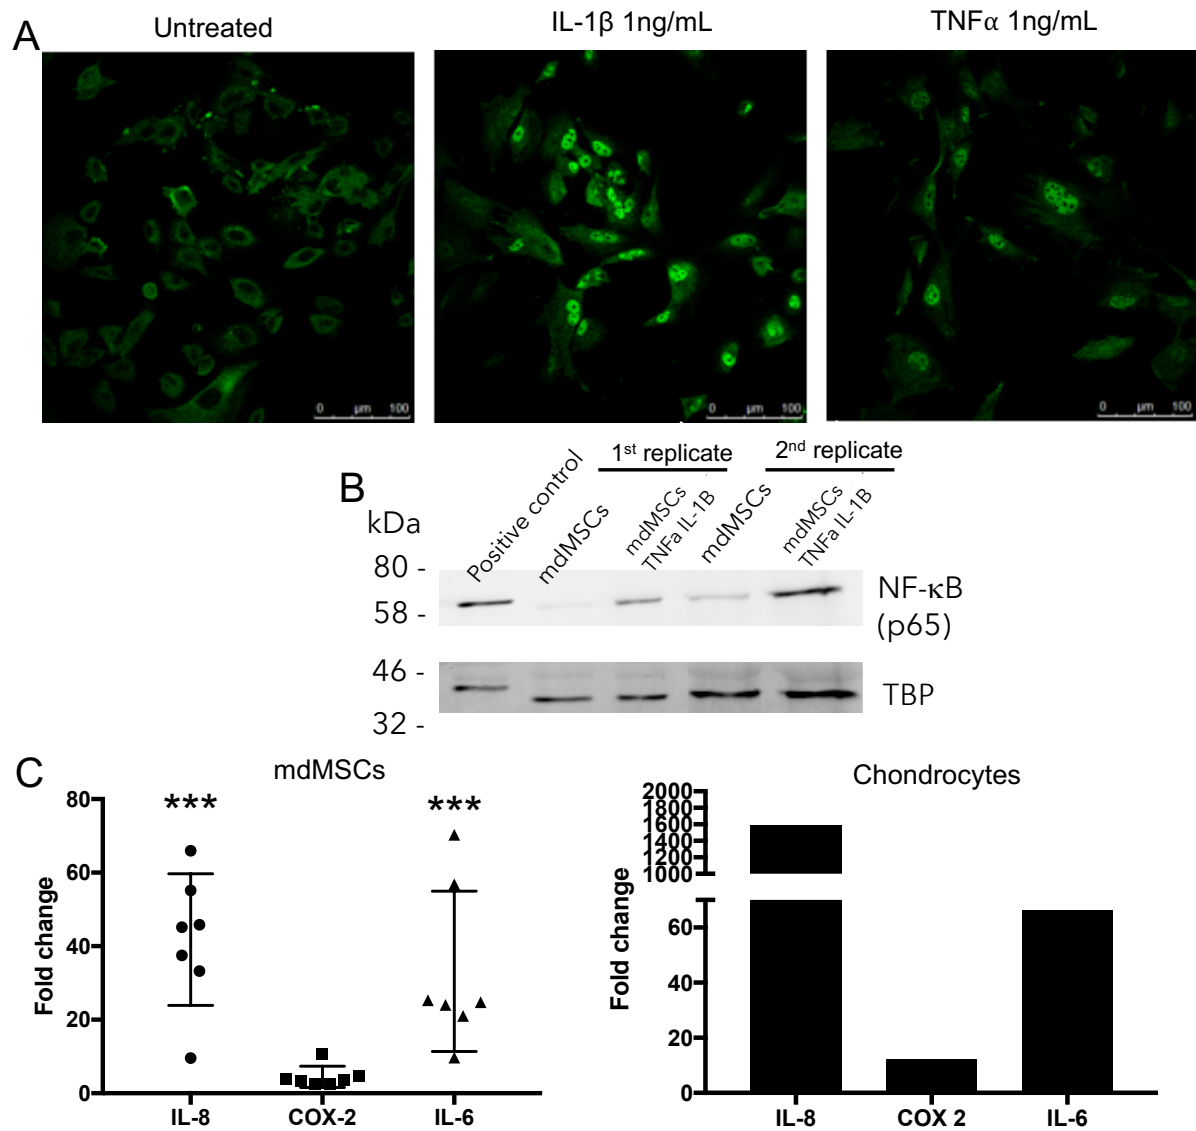 A
Untreated
IL-1β 1ng/mL
TNFα 1ng/mL
0 µm 100
0 µm 100
0 µm 100
B
1st replicate
2nd replicate
kDa
Positive control
mdMSCs
mdMSCs
TNFa IL-1B
mdMSCs
mdMSCs
TNFa IL-1B
80 -
58 -
NF-κB
(p65)
46 -
32 -
TBP
C
mdMSCs
***
***
Fold change
80
60
40
20
0
IL-8
COX-2
IL-6
Chondrocytes
Fold change
2000
1800
1600
1400
1200
1000
60
40
20
0
IL-8
COX 2
IL-6